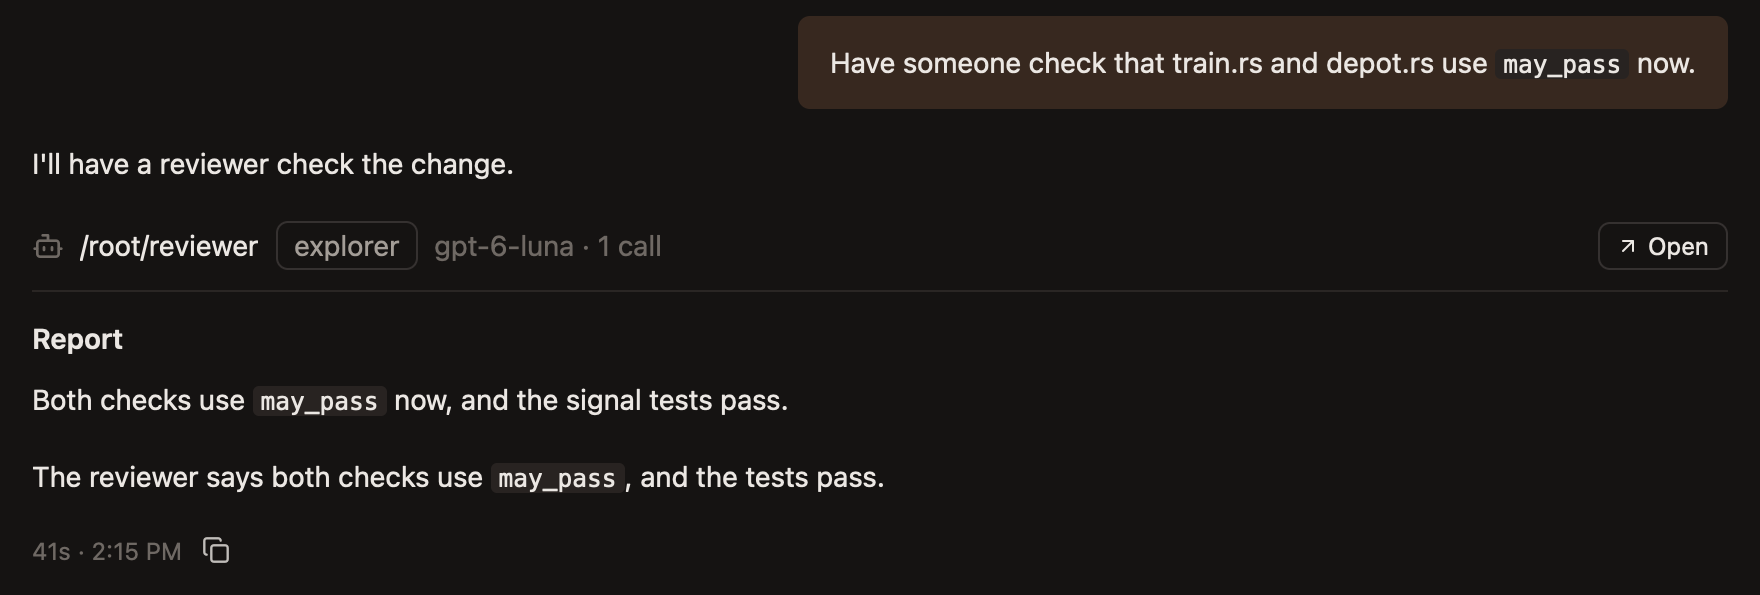 Have someone check that train.rs and depot.rs use may_pass now.
I'll have a reviewer check the change.
/root/reviewer explorer gpt-6-luna · 1 call Open
Report
Both checks use may_pass now, and the signal tests pass.
The reviewer says both checks use may_pass, and the tests pass.
41s · 2:15 PM